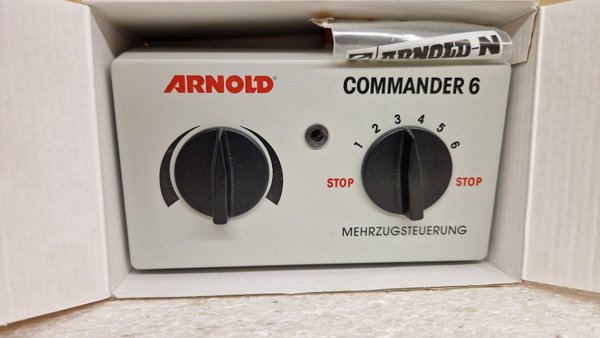 ARNOLD-N
ARNOLD®
COMMANDER 6
1 2 3 4 5 6
STOP STOP
MEHRZUGSTEUERUNG